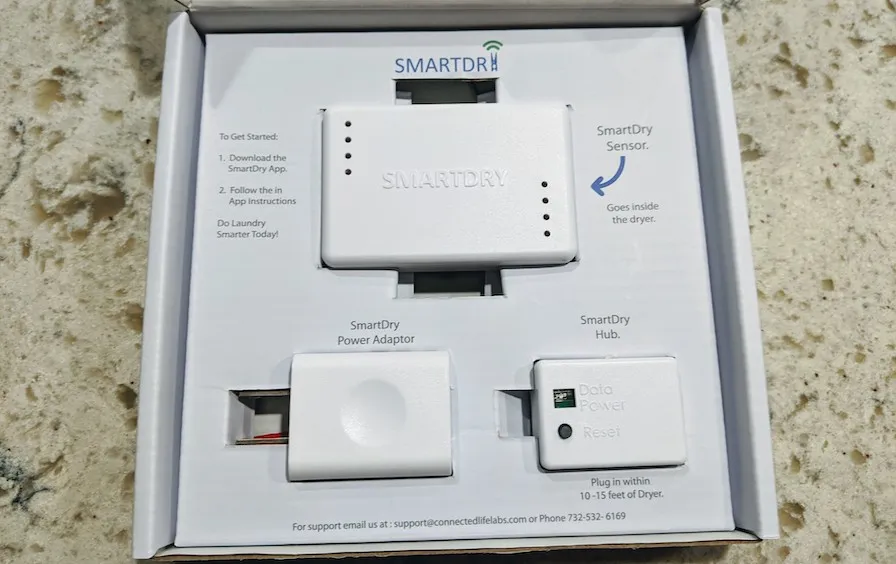 SMARTDRI
To Get Started:
1. Download the
SmartDry App.
2. Follow the in
App Instructions
Do Laundry
Smarter Today!
SMARTDRY
SmartDry
Sensor.
Goes inside
the dryer.
SmartDry
Power Adaptor
SmartDry
Hub.
Data
Power
Reset
Plug in within
10 -15 feet of Dryer.
For support email us at : support@connectedlifelabs.com or Phone 732-532- 6169